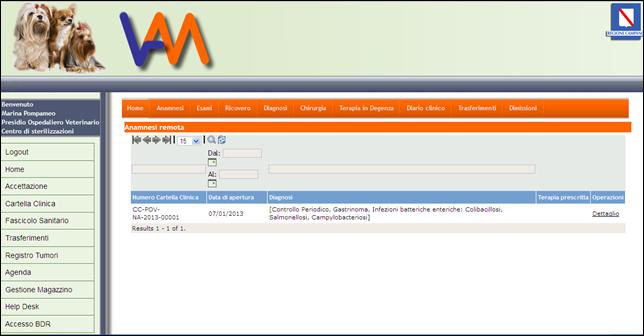 VAM
REGIONE CAMPANIA
Benvenuto
Marina Pompameo
Presidio Ospedaliero Veterinario
Centro di sterilizzazioni
Logout
Home
Accettazione
Cartella Clinica
Fascicolo Sanitario
Trasferimenti
Registro Tumori
Agenda
Gestione Magazzino
Help Desk
Accesso BDR
Home Anamnesi Esami Ricovero Diagnosi Chirurgia Terapia in Degenza Diario clinico Trasferimenti Dimissioni
Anamnesi remota
15
Dal:
Al:
Numero Cartella Clinica Data di apertura Diagnosi Terapia prescritta Operazioni
CC-POV-
NA-2013-00001 07/01/2013 [Controllo Periodico, Gastrinoma, Infezioni batteriche enteriche: Colibacillosi,
Salmonellosi, Campylobacteriosi] Dettaglio
Results 1 - 1 of 1.